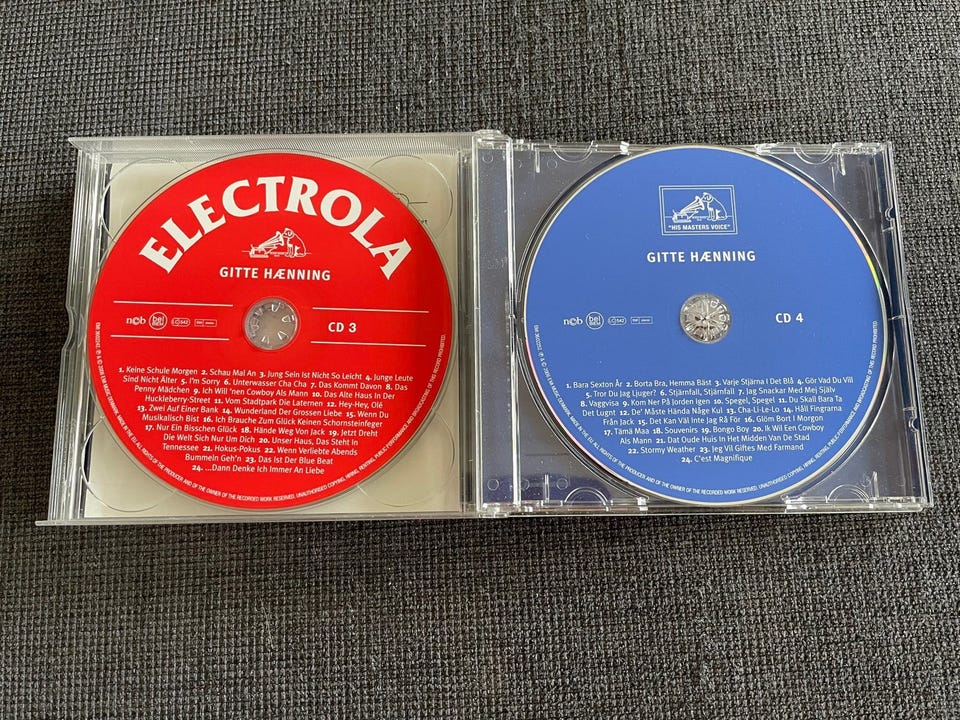 ELECTROLA
GITTE HÆNNING
n©b
LC 542
CD 3
1. Keine Schule Morgen 2. Schau Mal An 3. Jung Sein Ist Nicht So Leicht 4. Junge Leute
Sind Nicht Älter 5. I'm Sorry 6. Unterwasser Cha Cha 7. Das Kommt Davon 8. Das
Penny Mädchen 9. Ich Will 'nen Cowboy Als Mann 10. Das Alte Haus In Der
Huckleberry-Street 11. Vom Stadtpark Die Laternen 12. Hey-Hey, Olé
13. Zwei Auf Einer Bank 14. Wunderland Der Grossen Liebe 15. Wenn Du
Musikalisch Bist 16. Ich Brauche Zum Glück Keinen Schornsteinfeger
17. Nur Ein Bisschen Glück 18. Hände Weg Von Jack 19. Jetzt Dreht
Die Welt Sich Nur Um Dich 20. Unser Haus, Das Steht In
Tennessee 21. Hokus-Pokus 22. Wenn Verliebte Abends
Bummeln Geh'n 23. Das Ist Der Blue Beat
24. ...Dann Denke Ich Immer An Liebe
"HIS MASTERS VOICE"
GITTE HÆNNING
n©b
LC 542
CD 4
1. Bara Sexton År 2. Borta Bra, Hemma Bäst 3. Varje Stjärna I Det Blå 4. Gör Vad Du Vill
5. Tror Du Jag Ljuger? 6. Stjärnfall, Stjärnfall 7. Jag Snackar Med Mej Själv
8. Vaggvisa 9. Kom Ner På Jorden Igen 10. Spegel, Spegel 11. Du Skall Bara Ta
Det Lugnt 12. De' Måste Hända Någe Kul 13. Cha-Li-Le-Lo 14. Håll Fingrarna
Från Jack 15. Det Kan Väl Inte Jag Rå För 16. Glöm Bort I Morgon
17. Tämä Maa 18. Souvenirs 19. Bongo Boy 20. Ik Wil Een Cowboy
Als Mann 21. Dat Oude Huis In Het Midden Van De Stad
22. Stormy Weather 23. Jeg Vil Giftes Med Farmand
24. C'est Magnifique